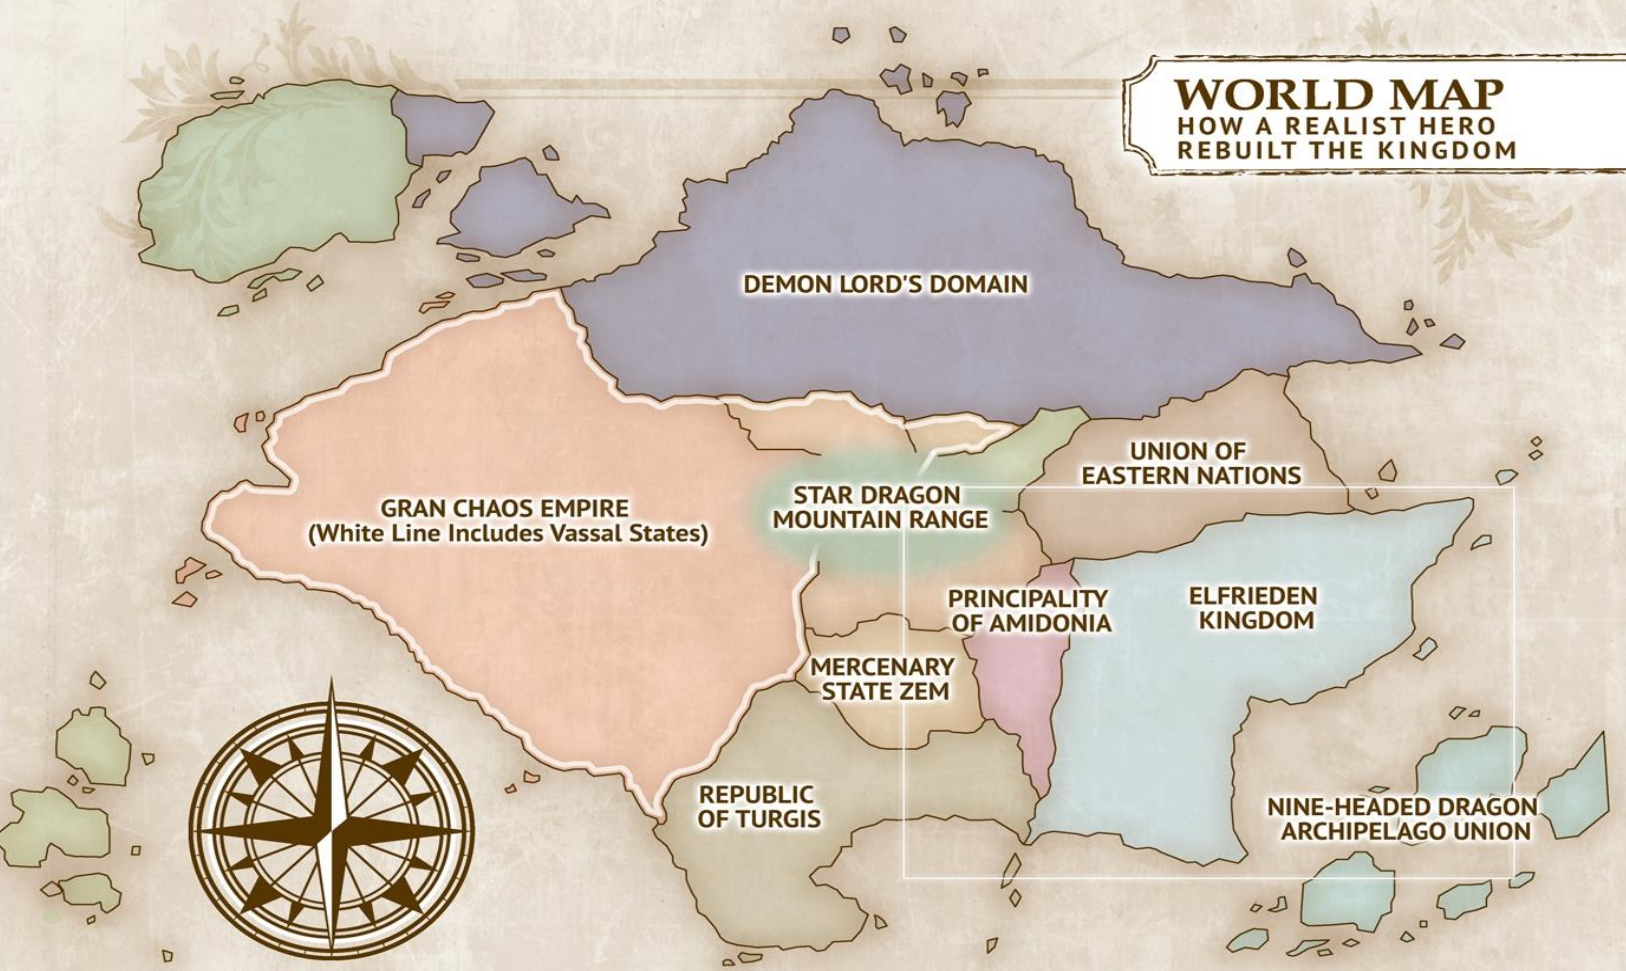 WORLD MAP
HOW A REALIST HERO
REBUILT THE KINGDOM
DEMON LORD'S DOMAIN
UNION OF
EASTERN NATIONS
GRAN CHAOS EMPIRE
(White Line Includes Vassal States)
STAR DRAGON
MOUNTAIN RANGE
PRINCIPALITY
OF AMIDONIA
ELFRIEDEN
KINGDOM
MERCENARY
STATE ZEM
REPUBLIC
OF TURGIS
NINE-HEADED DRAGON
ARCHIPELAGO UNION